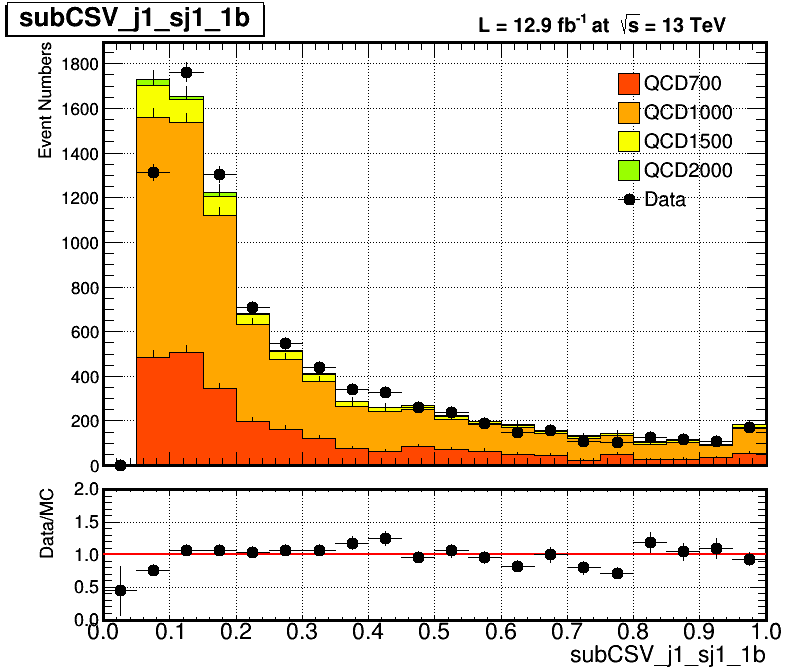 subCSV_j1_sj1_1b
L = 12.9 fb-1 at √s = 13 TeV
Event Numbers
1800
1600
1400
1200
1000
800
600
400
200
0
QCD700
QCD1000
QCD1500
QCD2000
Data
Data/MC
2.0
1.5
1.0
0.5
0.0
0.0 0.1 0.2 0.3 0.4 0.5 0.6 0.7 0.8 0.9 1.0
subCSV_j1_sj1_1b